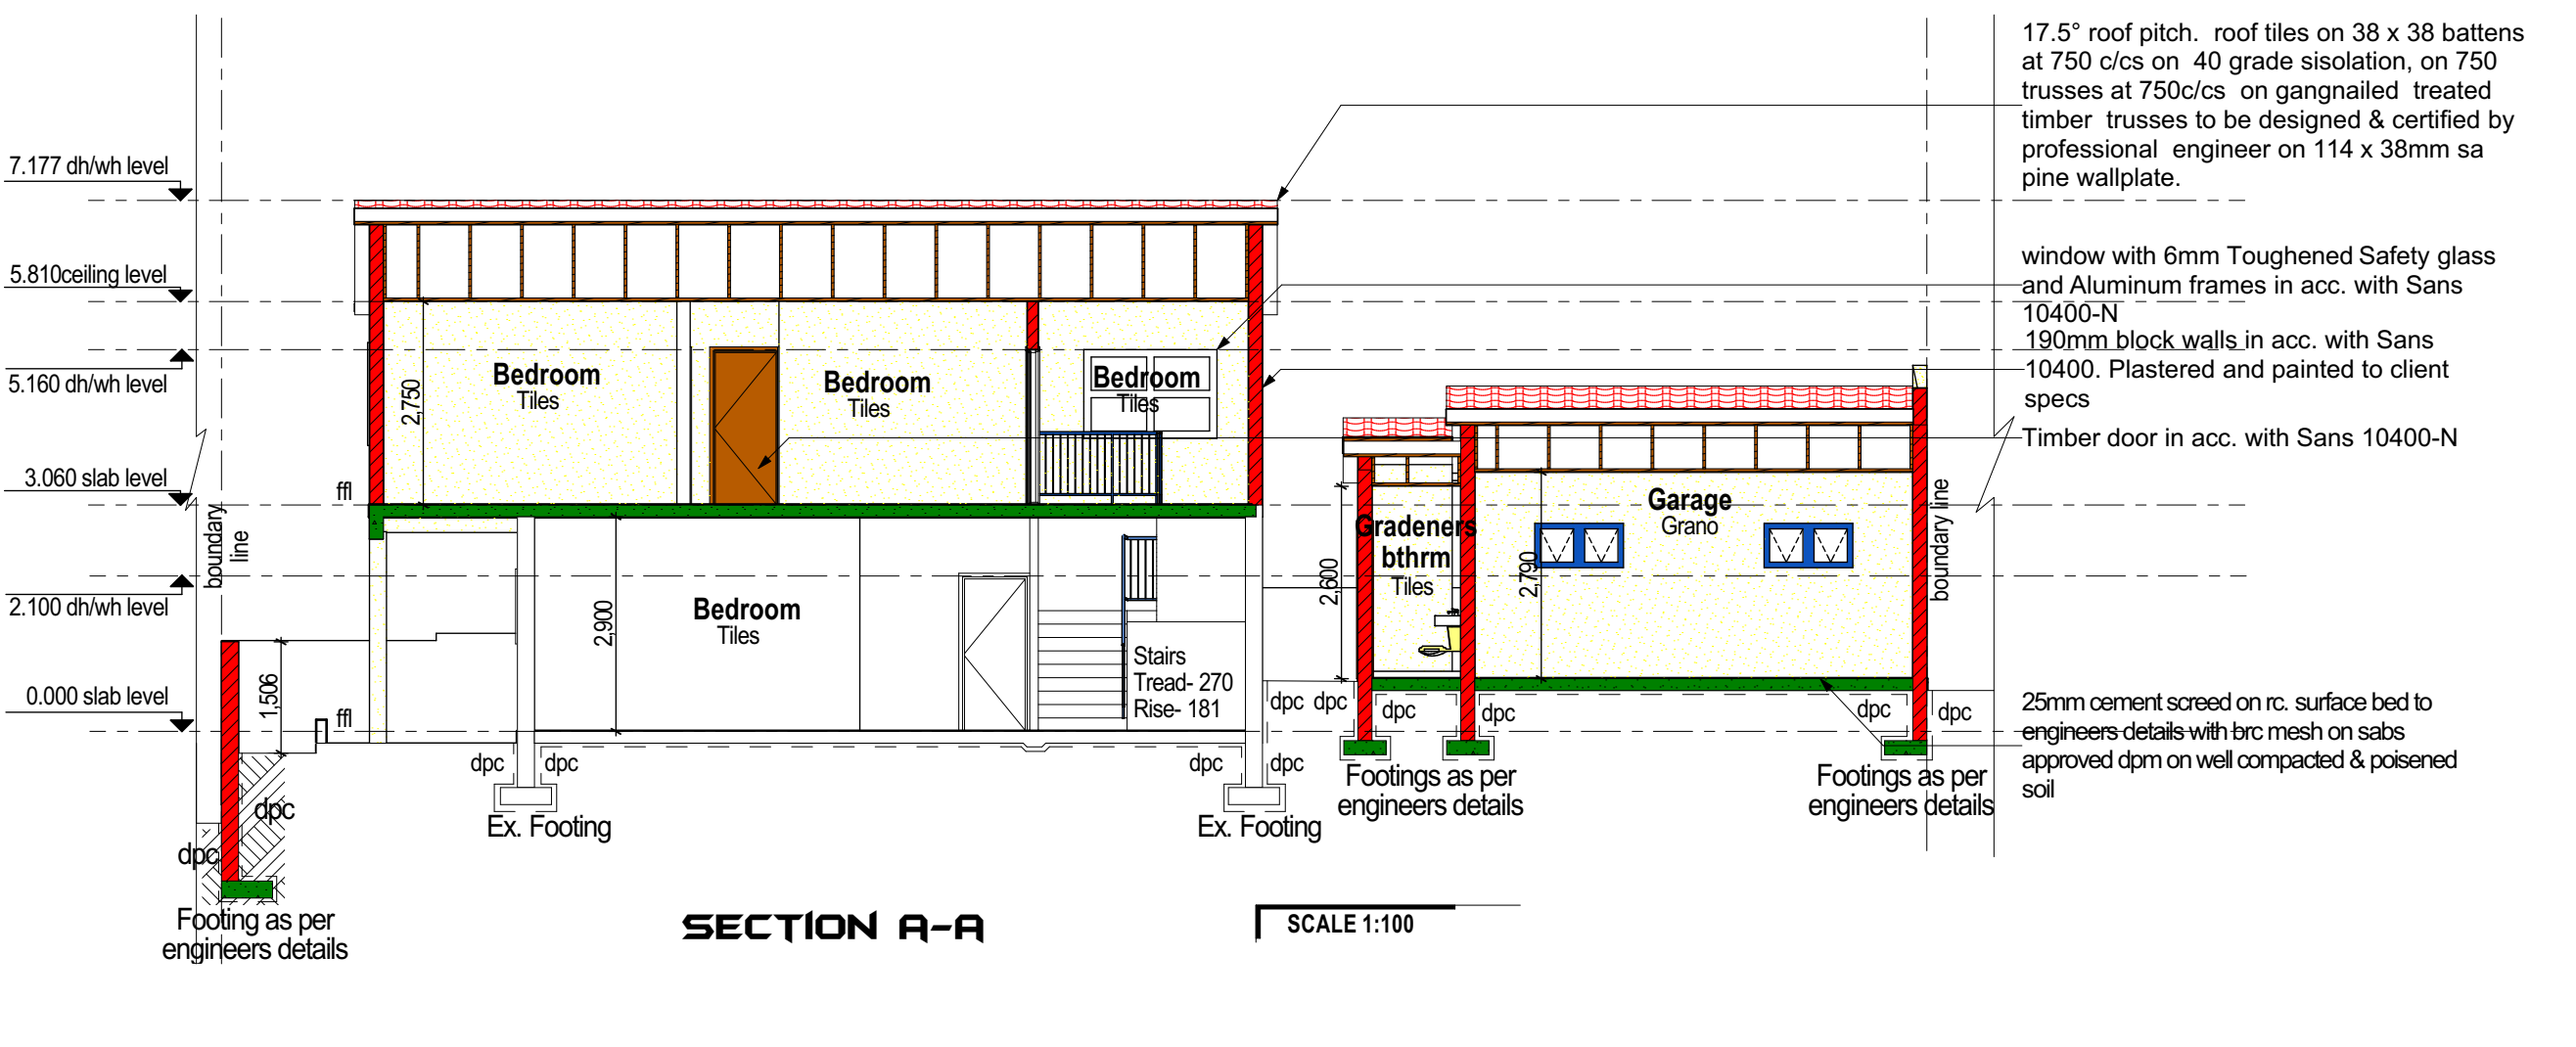 17.5° roof pitch.  roof tiles on 38 x 38 battens
at 750 c/cs on  40 grade sisolation, on 750
trusses at 750c/cs  on gangnailed  treated
timber  trusses to be designed & certified by
professional  engineer on 114 x 38mm sa
pine wallplate.
7.177 dh/wh level
5.810ceiling level
5.160 dh/wh level
3.060 slab level
2.100 dh/wh level
0.000 slab level
window with 6mm Toughened Safety glass
and Aluminum frames in acc. with Sans
10400-N
190mm block walls in acc. with Sans
10400. Plastered and painted to client
specs
Timber door in acc. with Sans 10400-N
Bedroom
Tiles
2,750
Bedroom
Tiles
Bedroom
Tiles
ffl
boundary
line
Garage
Grano
Gradeners
bthrm
Tiles
2,600
2,790
boundary line
Bedroom
Tiles
2,900
Stairs
Tread- 270
Rise- 181
1,506
ffl
dpc
dpc
dpc
dpc
dpc
dpc
dpc
dpc
dpc
dpc
dpc
dpc
25mm cement screed on rc. surface bed to
engineers details with brc mesh on sabs
approved dpm on well compacted & poisened
soil
Ex. Footing
Ex. Footing
Footings as per
engineers details
Footings as per
engineers details
Footing as per
engineers details
SECTION A-A
SCALE 1:100